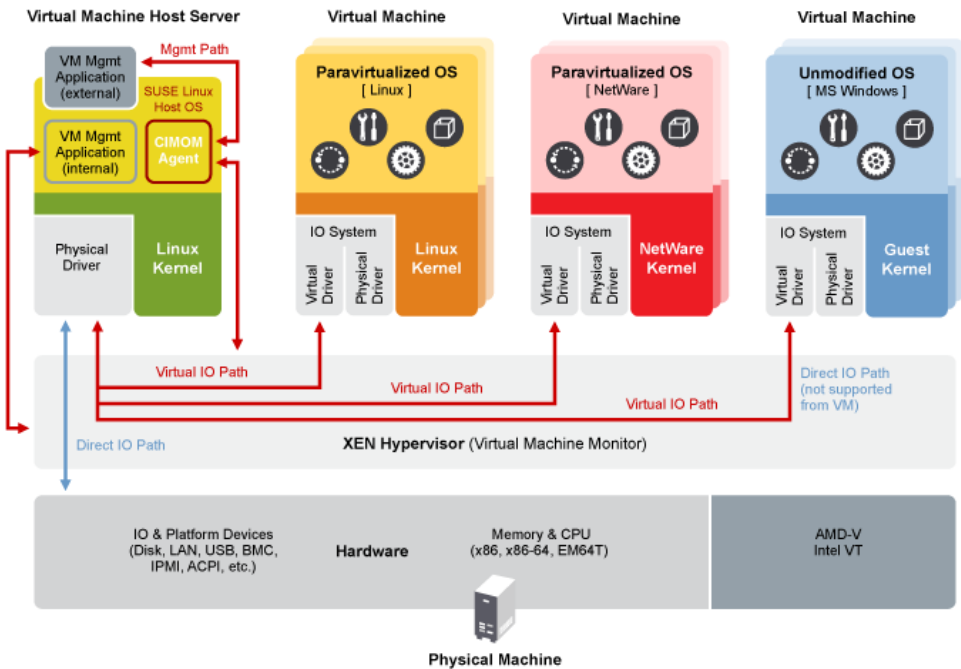 Virtual Machine Host Server
Virtual Machine
Virtual Machine
Virtual Machine
VM Mgmt
Application
(external)
Mgmt Path
SUSE Linux
Host OS
VM Mgmt
Application
(internal)
CIMOM
Agent
Physical
Driver
Linux
Kernel
Paravirtualized OS
[ Linux ]
IO System
Virtual
Driver
Physical
Driver
Linux
Kernel
Paravirtualized OS
[ NetWare ]
IO System
Virtual
Driver
Physical
Driver
NetWare
Kernel
Unmodified OS
[ MS Windows ]
IO System
Virtual
Driver
Physical
Driver
Guest
Kernel
Virtual IO Path
Virtual IO Path
Virtual IO Path
Direct IO Path
(not supported
from VM)
Direct IO Path
XEN Hypervisor (Virtual Machine Monitor)
IO & Platform Devices
(Disk, LAN, USB, BMC,
IPMI, ACPI, etc.)
Hardware
Memory & CPU
(x86, x86-64, EM64T)
AMD-V
Intel VT
Physical Machine